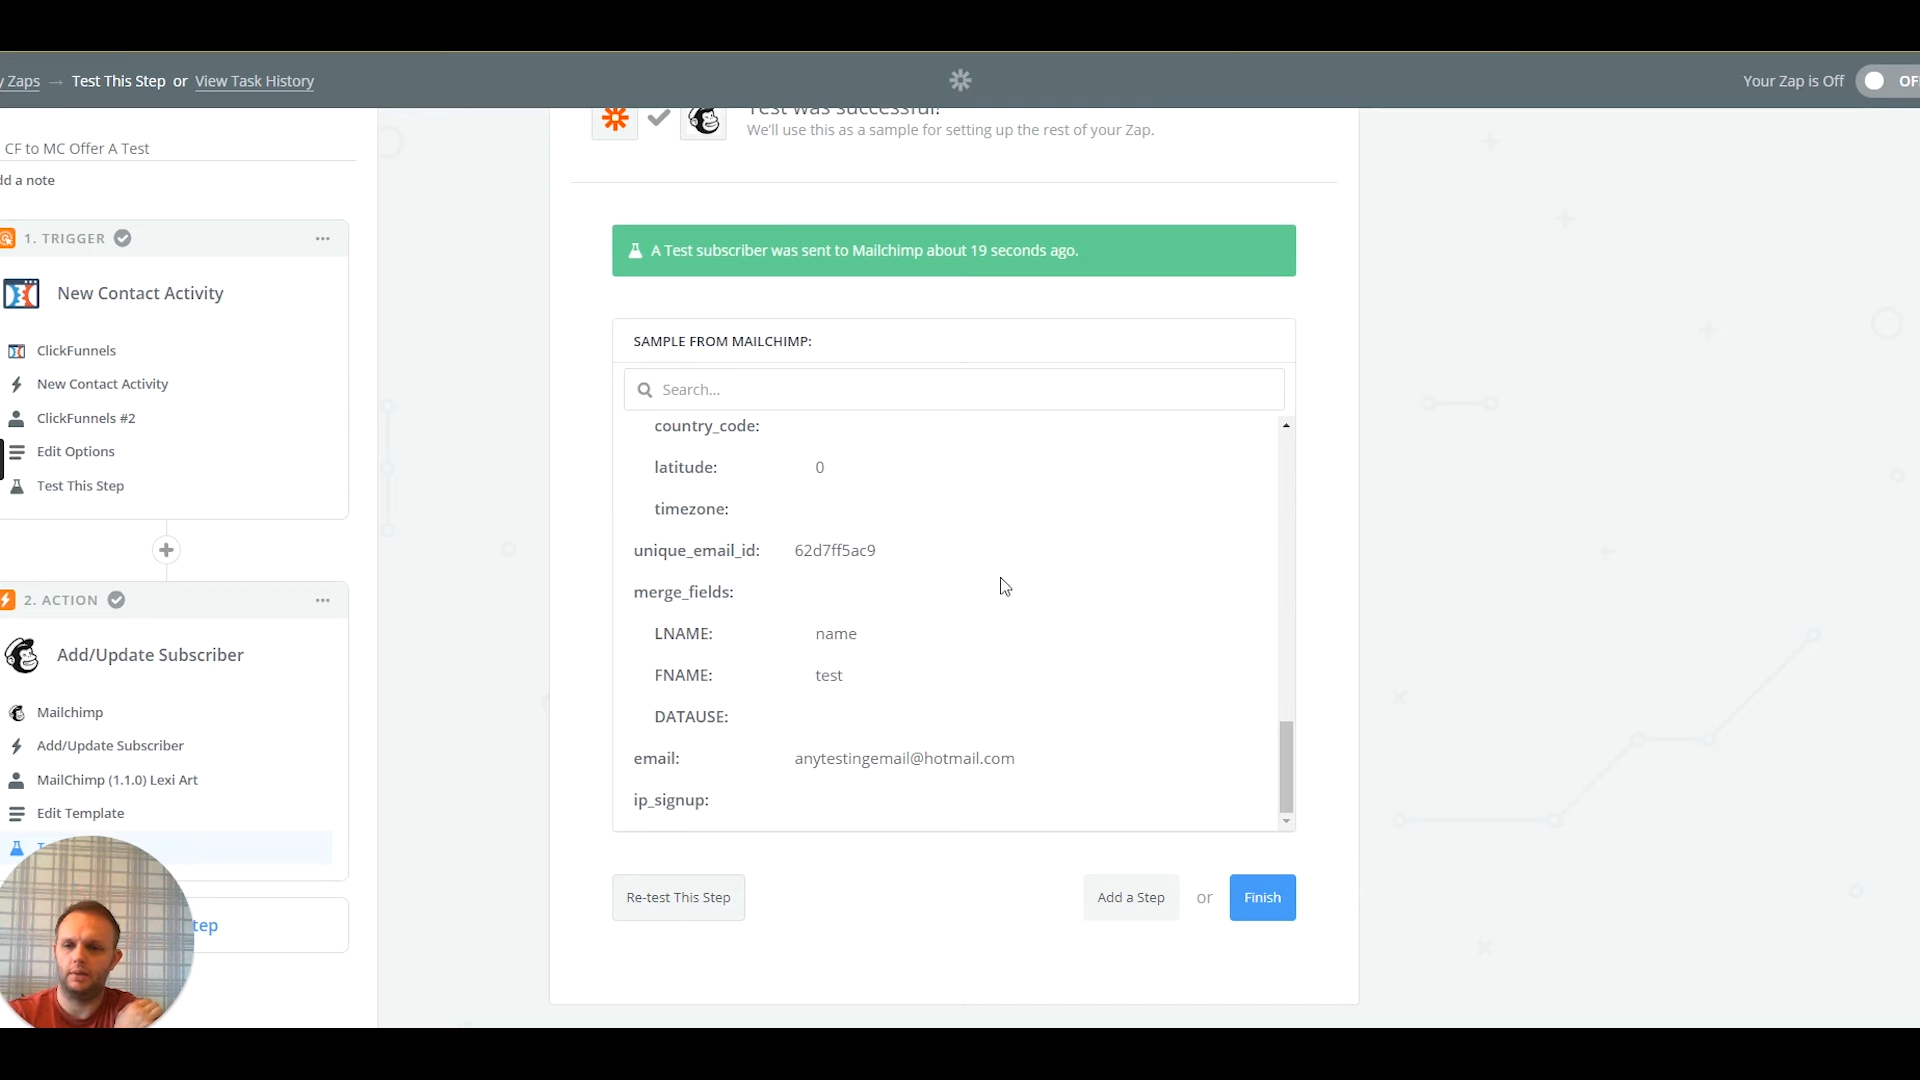 y Zaps → Test This Step or View Task History
Your Zap is Off
OF
CF to MC Offer A Test
dd a note
1. TRIGGER
New Contact Activity
ClickFunnels
New Contact Activity
ClickFunnels #2
Edit Options
Test This Step
2. ACTION
Add/Update Subscriber
Mailchimp
Add/Update Subscriber
MailChimp (1.1.0) Lexi Art
Edit Template
tep
Test was successful!
We'll use this as a sample for setting up the rest of your Zap.
A Test subscriber was sent to Mailchimp about 19 seconds ago.
SAMPLE FROM MAILCHIMP:
Search...
country_code:
latitude: 0
timezone:
unique_email_id: 62d7ff5ac9
merge_fields:
LNAME: name
FNAME: test
DATAUSE:
email: anytestingemail@hotmail.com
ip_signup:
Re-test This Step
Add a Step or Finish